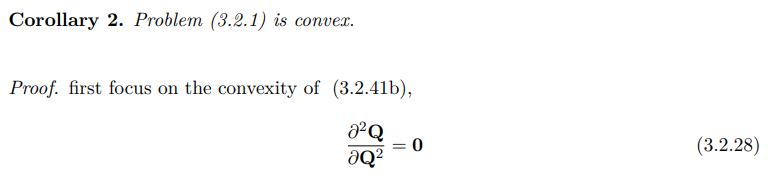 Corollary 2. Problem (3.2.1) is convex.
Proof. first focus on the convexity of (3.2.41b),
∂²Q/∂Q² = 0 (3.2.28)